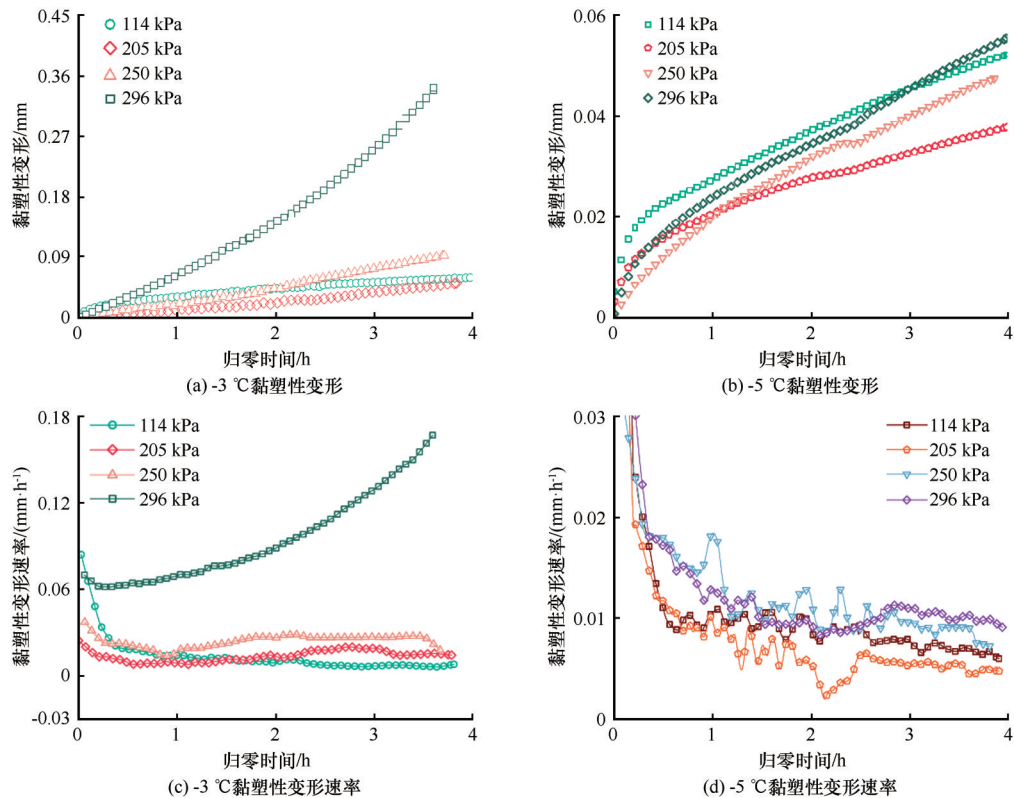 0.45
0.36
0.27
0.18
0.09
0
黏塑性变形/mm
114 kPa
205 kPa
250 kPa
296 kPa
0 1 2 3 4
归零时间/h
(a) -3 ℃黏塑性变形
0.06
0.04
0.02
0
黏塑性变形/mm
114 kPa
205 kPa
250 kPa
296 kPa
0 1 2 3 4
归零时间/h
(b) -5 ℃黏塑性变形
0.18
0.12
0.06
0
-0.03
黏塑性变形速率/(mm·h⁻¹)
114 kPa
205 kPa
250 kPa
296 kPa
0 1 2 3 4
归零时间/h
(c) -3 ℃黏塑性变形速率
0.03
0.02
0.01
0
黏塑性变形速率/(mm·h⁻¹)
114 kPa
205 kPa
250 kPa
296 kPa
0 1 2 3 4
归零时间/h
(d) -5 ℃黏塑性变形速率